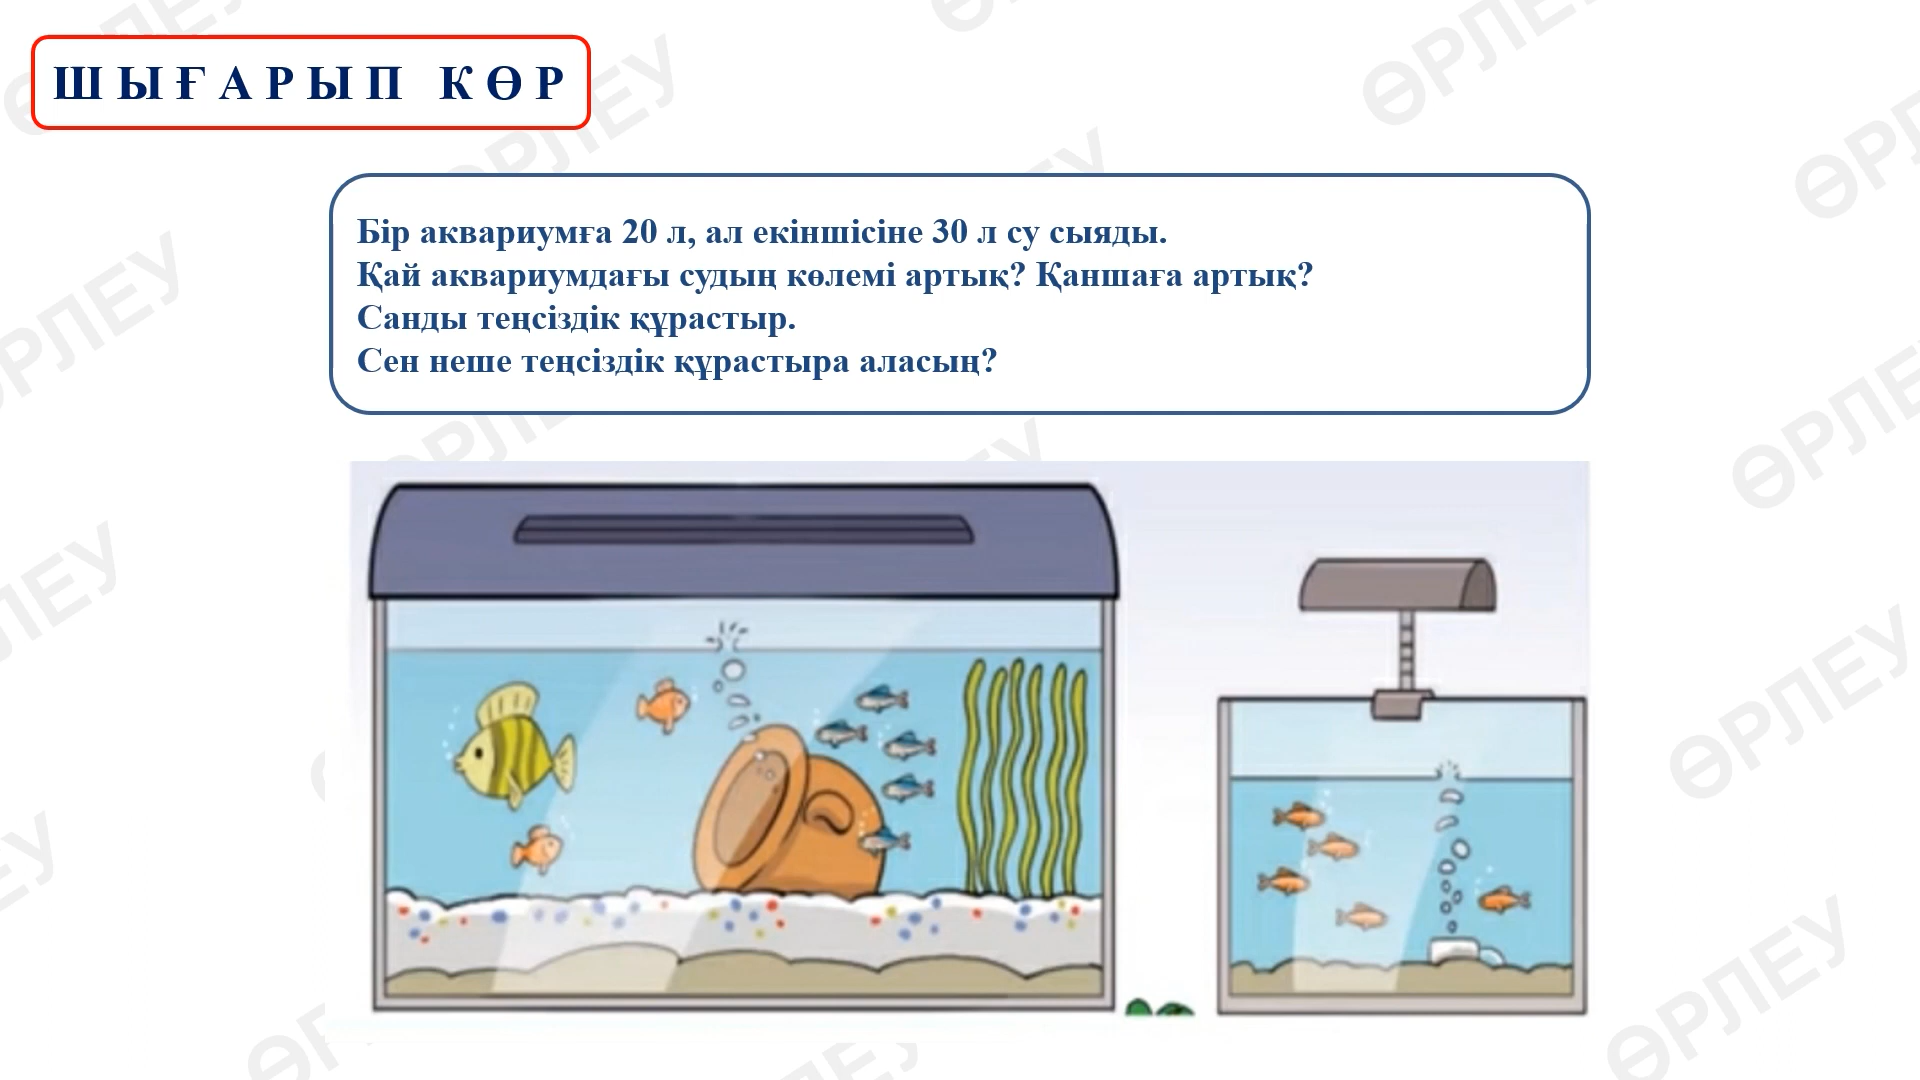 ШЫҒАРЫП КӨР
Бір аквариумға 20 л, ал екіншісіне 30 л су сыяды.
Қай аквариумдағы судың көлемі артық? Қаншаға артық?
Санды теңсіздік құрастыр.
Сен неше теңсіздік құрастыра аласың?